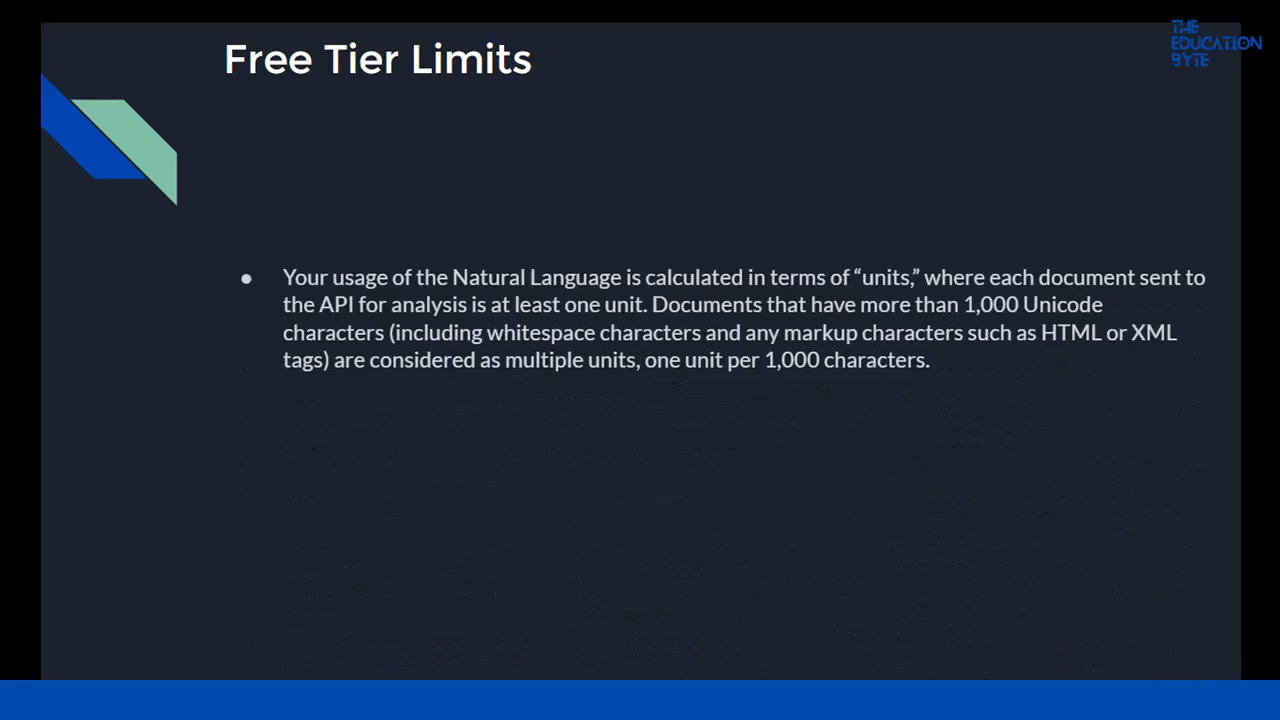 THE
EDUCATION
BYTE
Free Tier Limits
● Your usage of the Natural Language is calculated in terms of “units,” where each document sent to
the API for analysis is at least one unit. Documents that have more than 1,000 Unicode
characters (including whitespace characters and any markup characters such as HTML or XML
tags) are considered as multiple units, one unit per 1,000 characters.